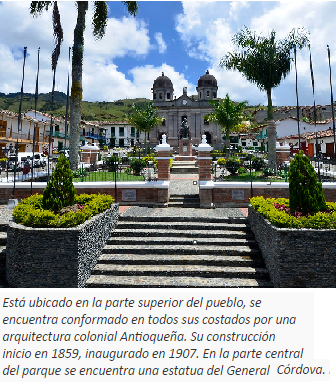 Está ubicado en la parte superior del pueblo, se
encuentra conformado en todos sus costados por una
arquitectura colonial Antioqueña. Su construcción
inicio en 1859, inaugurado en 1907. En la parte central
del parque se encuentra una estatua del General Córdova.